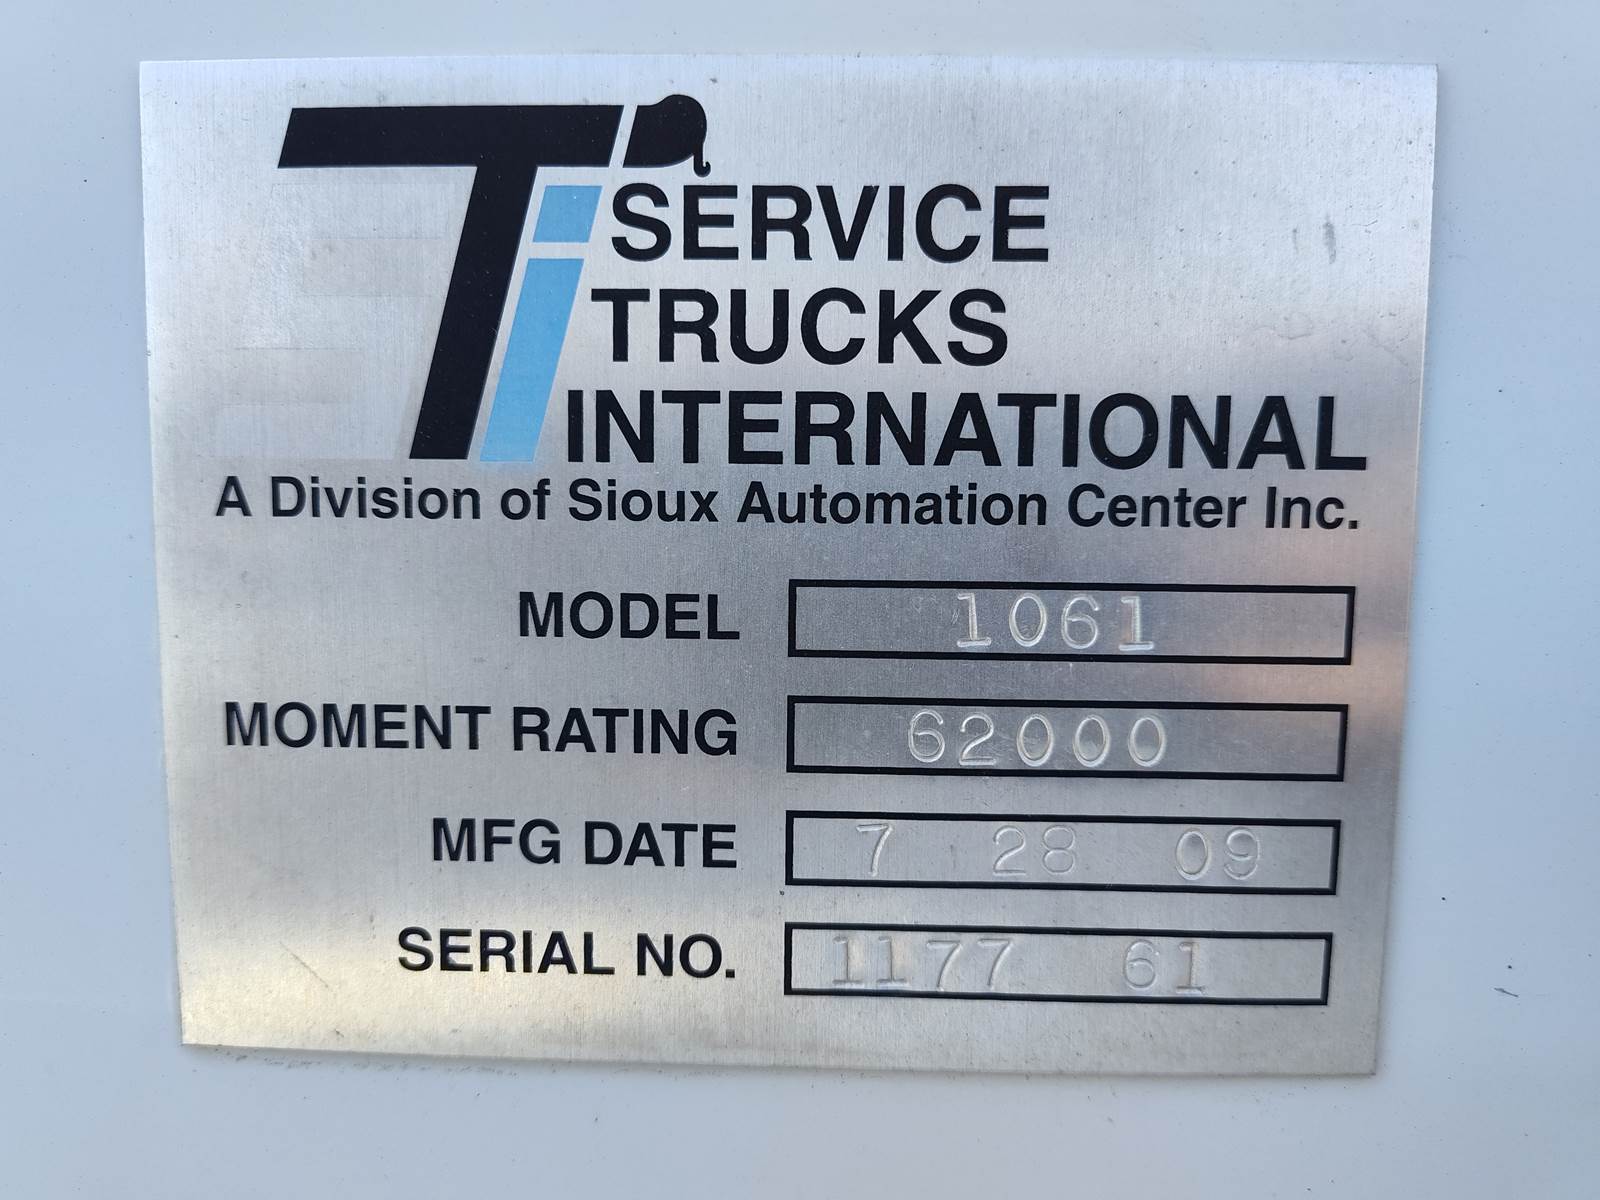 Ti
SERVICE
TRUCKS
INTERNATIONAL
A Division of Sioux Automation Center Inc.
MODEL 1061
MOMENT RATING 62000
MFG DATE 7 28 09
SERIAL NO. 1177 61